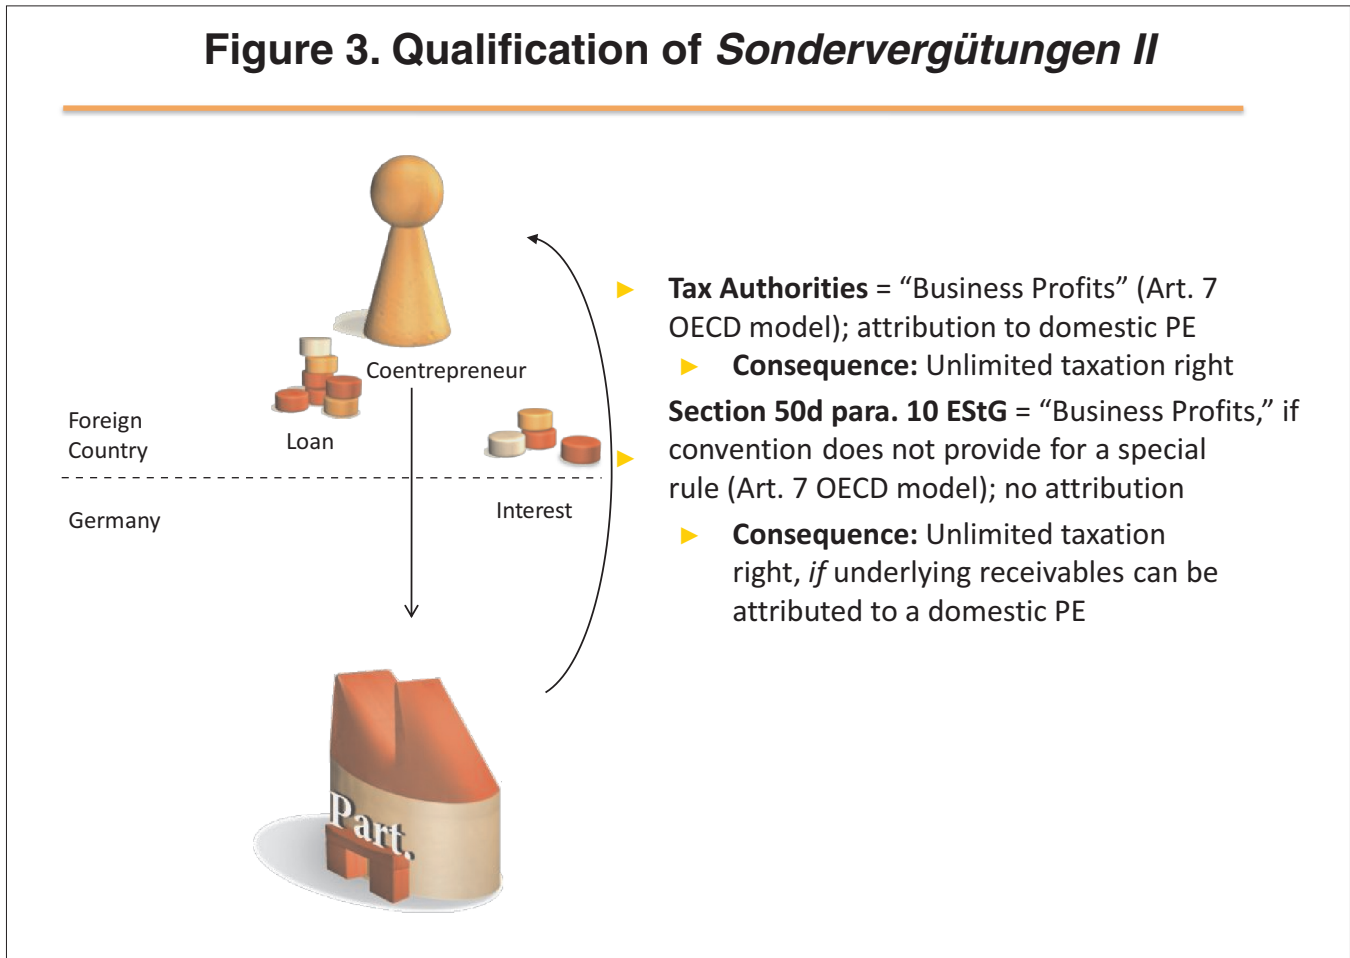 Figure 3. Qualification of Sondervergütungen II
Coentrepreneur
Loan
Foreign
Country
Interest
Germany
Part.
► Tax Authorities = “Business Profits” (Art. 7
OECD model); attribution to domestic PE
► Consequence: Unlimited taxation right
Section 50d para. 10 EStG = “Business Profits,” if
► convention does not provide for a special
rule (Art. 7 OECD model); no attribution
► Consequence: Unlimited taxation
right, if underlying receivables can be
attributed to a domestic PE